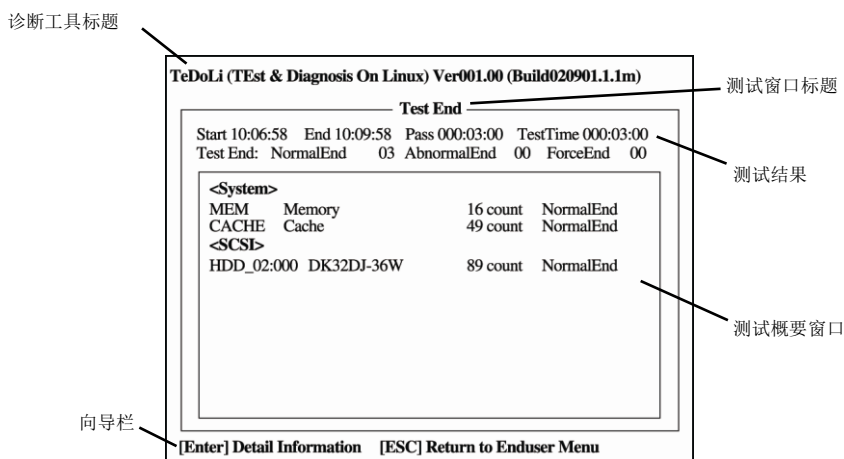 诊断工具标题
TeDoLi (TEst & Diagnosis On Linux) Ver001.00 (Build020901.1.1m)
测试窗口标题
Test End
Start 10:06:58 End 10:09:58 Pass 000:03:00 TestTime 000:03:00
Test End: NormalEnd 03 AbnormalEnd 00 ForceEnd 00
测试结果
<System>
MEM Memory 16 count NormalEnd
CACHE Cache 49 count NormalEnd
<SCSI>
HDD_02:000 DK32DJ-36W 89 count NormalEnd
测试概要窗口
向导栏
[Enter] Detail Information [ESC] Return to Enduser Menu